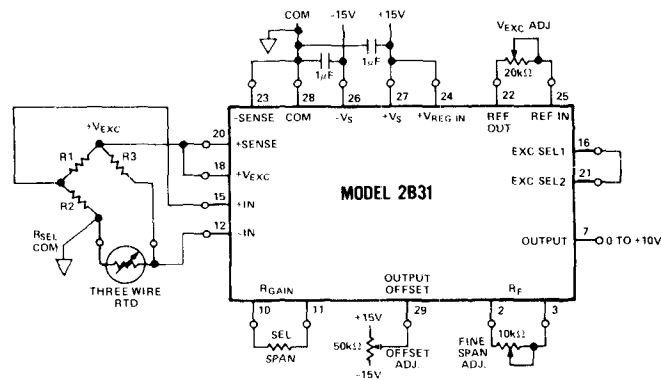 COM -15V +15V
VEXC ADJ
1μF 1μF 20kΩ
23 28 26 27 24 22 25
-SENSE COM -VS +VS +VREG IN REF OUT REF IN
+VEXC
R1 R3
R2
RSEL
COM
THREE WIRE
RTD
20 +SENSE
18 +VEXC
15 +IN
12 -IN
MODEL 2B31
EXC SEL1 16
EXC SEL2 21
OUTPUT 7 0 TO +10V
RGAIN
OUTPUT
OFFSET
RF
10 11 29 2 3
SEL
SPAN
+15V
50kΩ OFFSET
ADJ.
-15V
FINE
SPAN
ADJ.
10kΩ